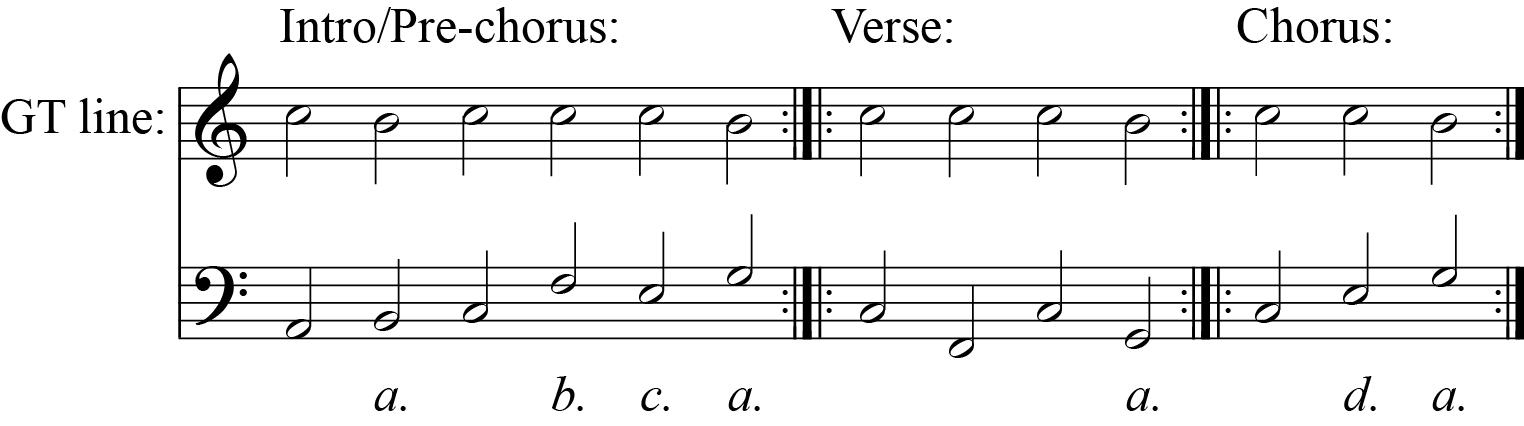 Intro/Pre-chorus: Verse: Chorus:
GT line:
a. b. c. a. a. d. a.